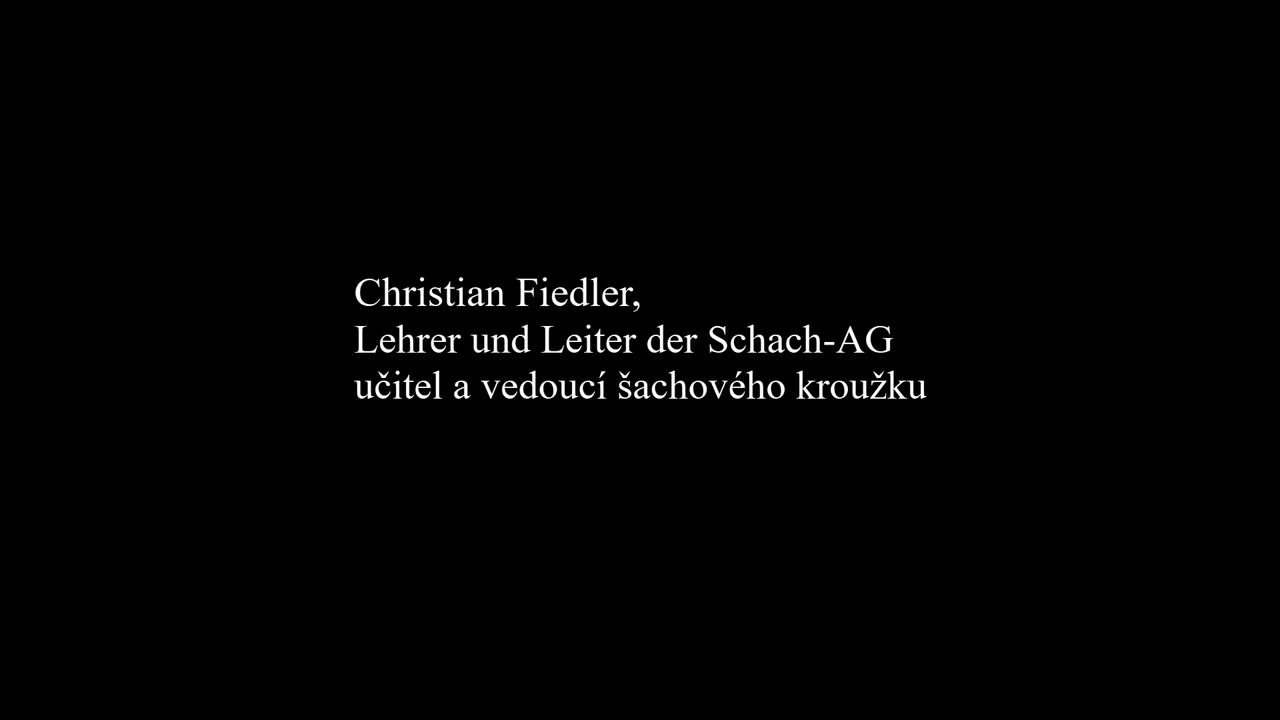 Christian Fiedler,
Lehrer und Leiter der Schach-AG
učitel a vedoucí šachového kroužku